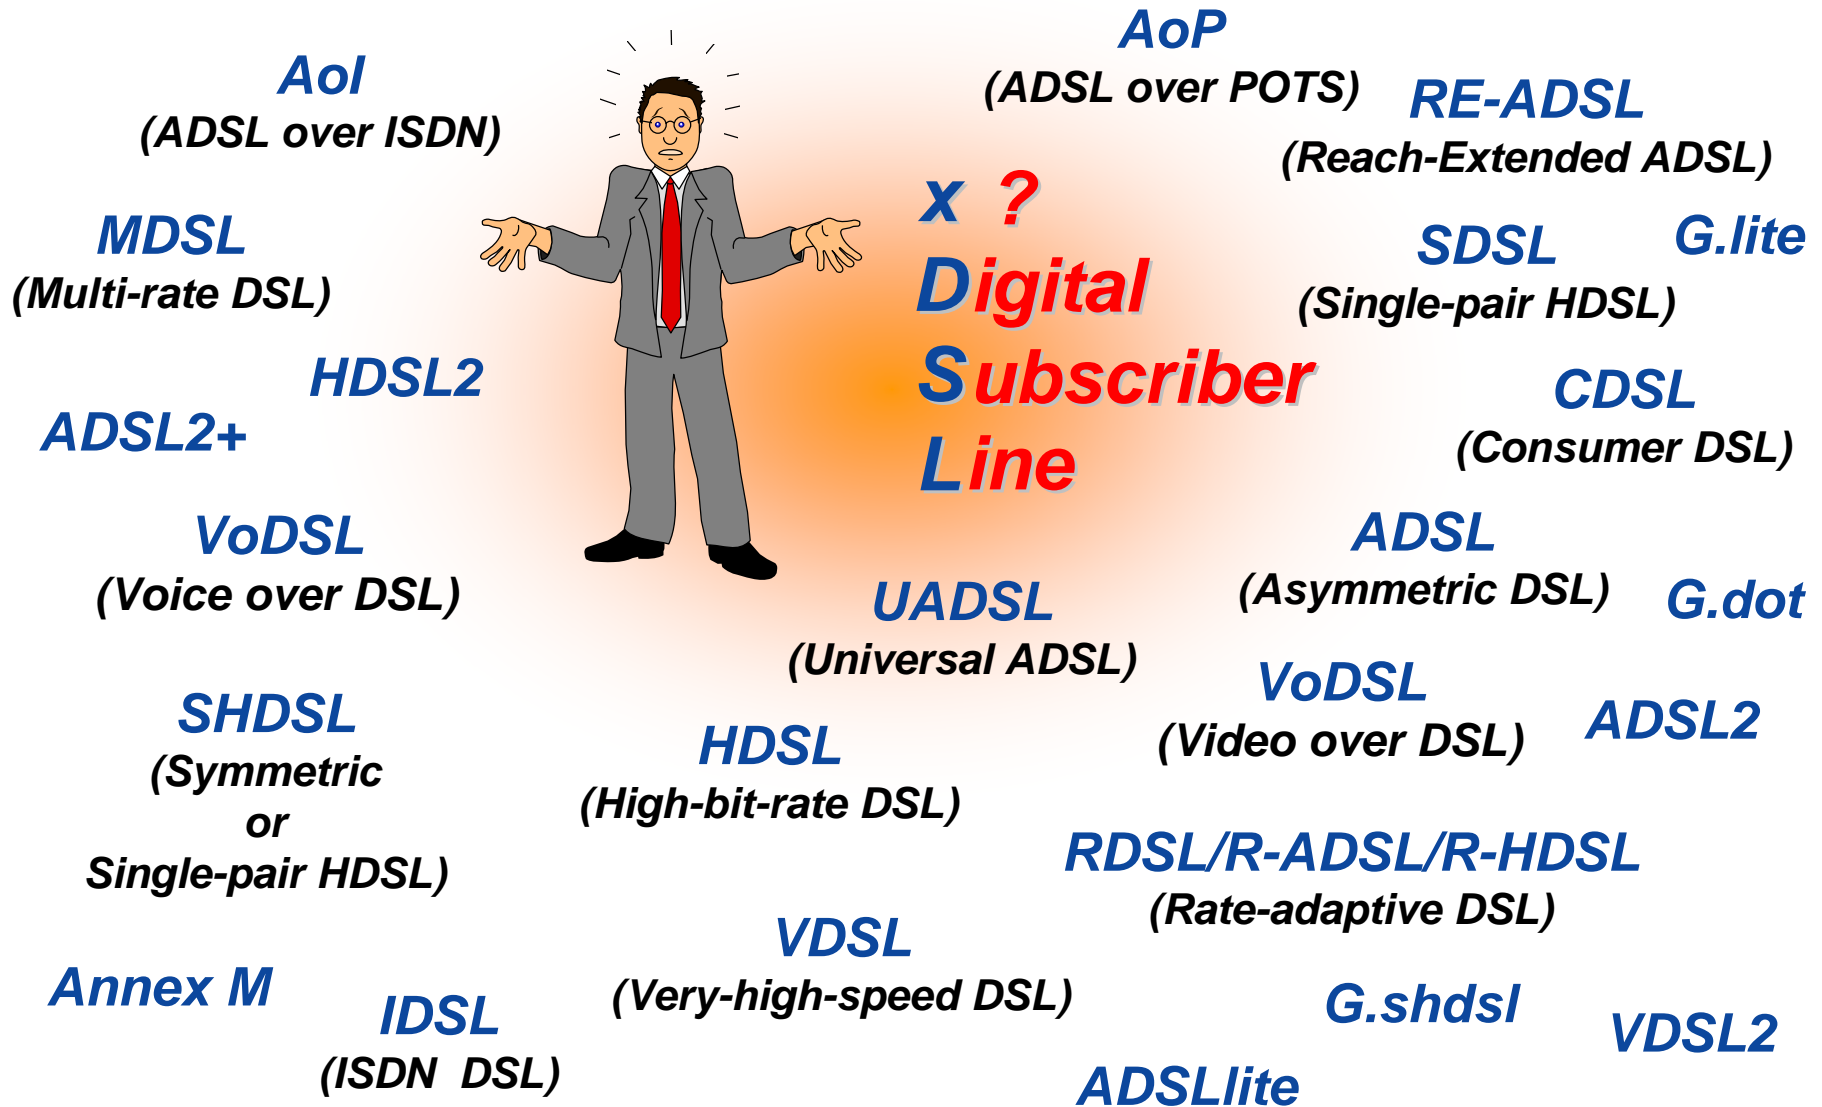 AoP
AoI
(ADSL over POTS)
RE-ADSL
(ADSL over ISDN)
(Reach-Extended ADSL)
x ?
MDSL
SDSL
G.lite
(Multi-rate DSL)
Digital
(Single-pair HDSL)
HDSL2
Subscriber
CDSL
ADSL2+
(Consumer DSL)
Line
VoDSL
(Voice over DSL)
ADSL
(Asymmetric DSL)
G.dot
UADSL
(Universal ADSL)
VoDSL
(Video over DSL)
ADSL2
SHDSL
(Symmetric
or
Single-pair HDSL)
HDSL
(High-bit-rate DSL)
RDSL/R-ADSL/R-HDSL
(Rate-adaptive DSL)
VDSL
(Very-high-speed DSL)
Annex M
IDSL
(ISDN  DSL)
G.shdsl
VDSL2
ADSLlite